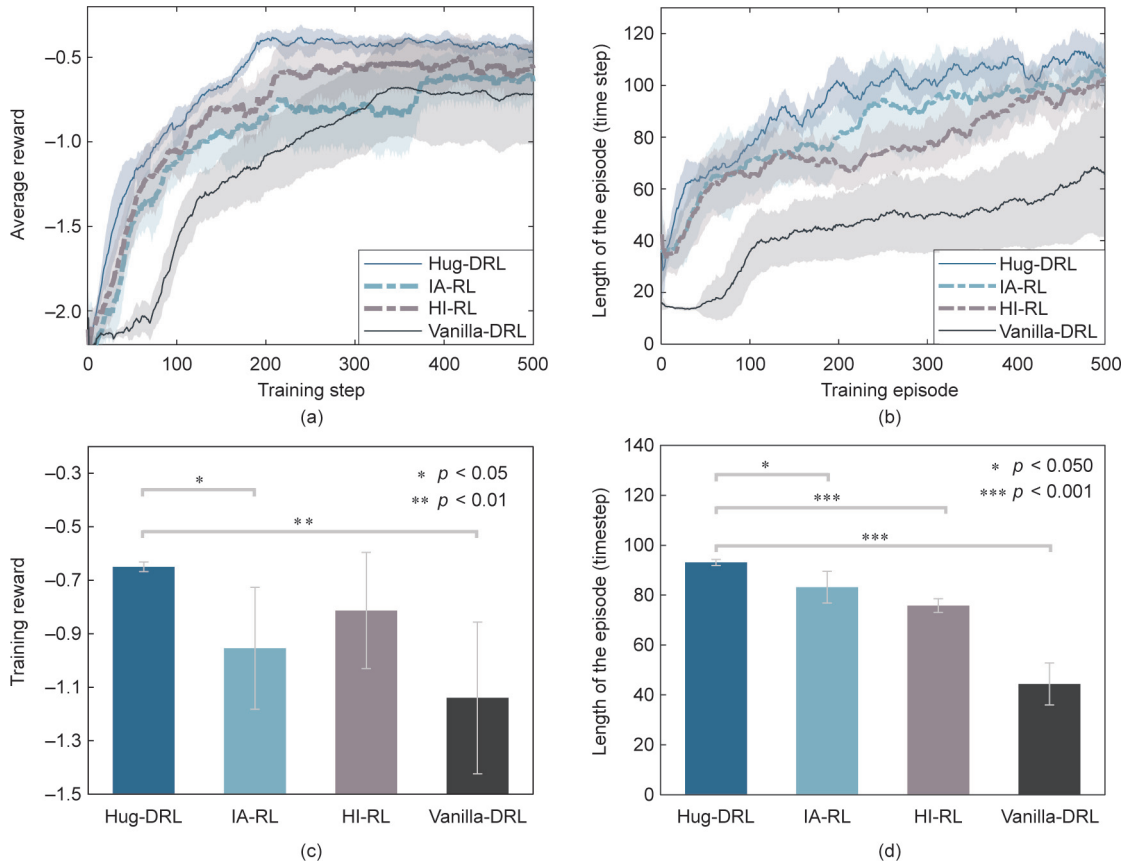 −0.5
−1.0
−1.5
−2.0
Average reward
0 100 200 300 400 500
Training step
Hug-DRL
IA-RL
HI-RL
Vanilla-DRL
(a)
120
100
80
60
40
20
0
Length of the episode (time step)
0 100 200 300 400 500
Training episode
Hug-DRL
IA-RL
HI-RL
Vanilla-DRL
(b)
−0.3
−0.5
−0.7
−0.9
−1.1
−1.3
−1.5
Training reward
* p < 0.05
** p < 0.01
*
**
Hug-DRL IA-RL HI-RL Vanilla-DRL
(c)
140
120
100
80
60
40
20
0
Length of the episode (timestep)
* p < 0.050
*** p < 0.001
*
***
***
Hug-DRL IA-RL HI-RL Vanilla-DRL
(d)